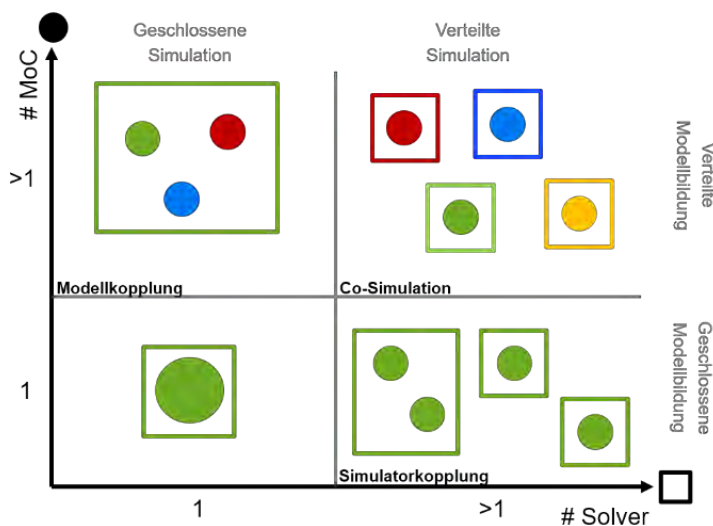 Geschlossene
Simulation
Verteilte
Simulation
# MoC
>1
Verteilte
Modellbildung
Modellkopplung
Co-Simulation
1
Geschlossene
Modellbildung
Simulatorkopplung
1
>1
# Solver